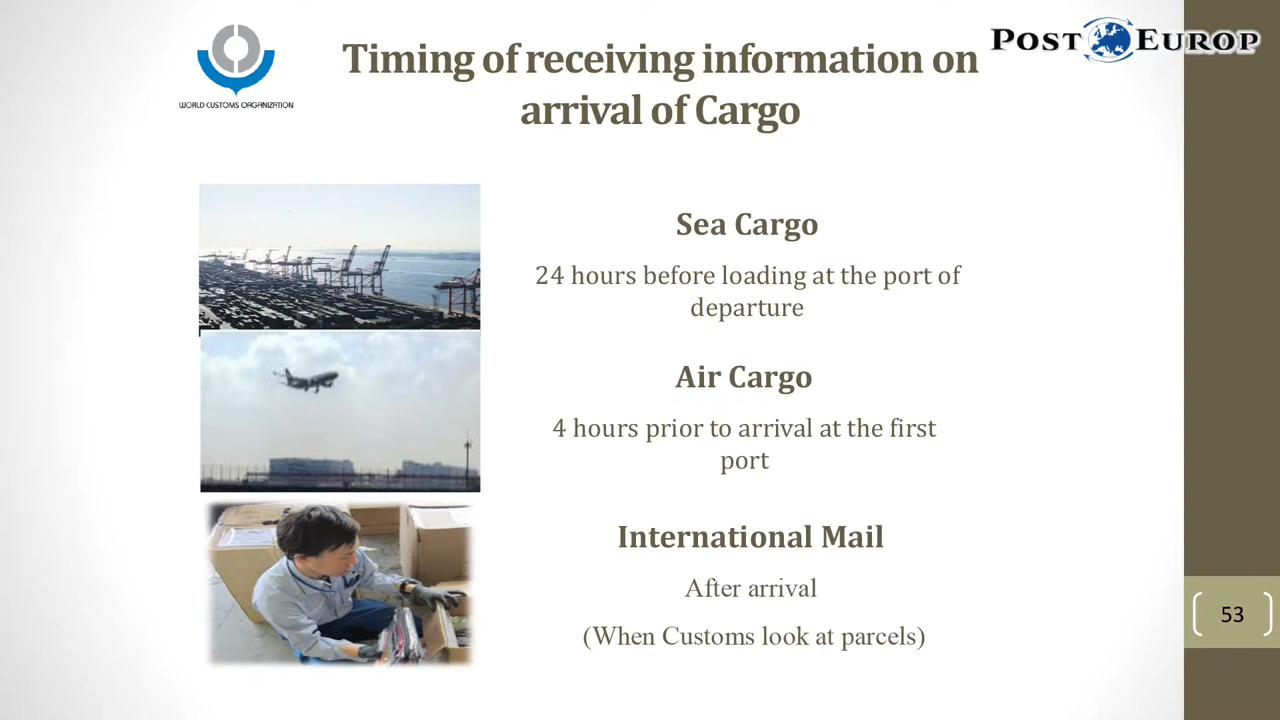 WORLD CUSTOMS ORGANIZATION
Timing of receiving information on
arrival of Cargo
POST EUROP
Sea Cargo
24 hours before loading at the port of
departure
Air Cargo
4 hours prior to arrival at the first
port
International Mail
After arrival
(When Customs look at parcels)
53